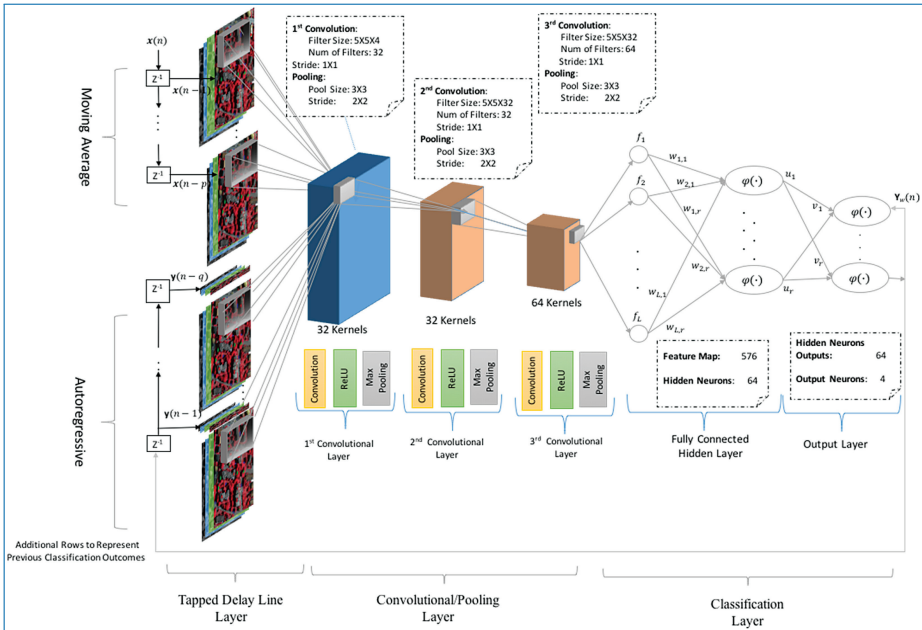 1st Convolution:
Filter Size: 5X5X4
Num of Filters: 32
Stride: 1X1
Pooling:
Pool Size: 3X3
Stride: 2X2
2nd Convolution:
Filter Size: 5X5X32
Num of Filters: 32
Stride: 1X1
Pooling:
Pool Size: 3X3
Stride: 2X2
3rd Convolution:
Filter Size: 5X5X32
Num of Filters: 64
Stride: 1X1
Pooling:
Pool Size: 3X3
Stride: 2X2
x(n)
Z-1
x(n-1)
Z-1
x(n-p)
Moving Average
y(n-q)
Z-1
y(n-1)
Z-1
Autoregressive
Additional Rows to Represent
Previous Classification Outcomes
32 Kernels
32 Kernels
64 Kernels
f1
f2
fL
w1,1
w2,1
w1,r
w2,r
wL,1
wL,r
φ(·)
φ(·)
u1
v1
vr
ur
φ(·)
φ(·)
Yw(n)
Convolution
ReLU
Max Pooling
Convolution
ReLU
Max Pooling
Convolution
ReLU
Max Pooling
Feature Map: 576
Hidden Neurons: 64
Hidden Neurons
Outputs: 64
Output Neurons: 4
1st Convolutional
Layer
2nd Convolutional
Layer
3rd Convolutional
Layer
Fully Connected
Hidden Layer
Output Layer
Tapped Delay Line
Layer
Convolutional/Pooling
Layer
Classification
Layer